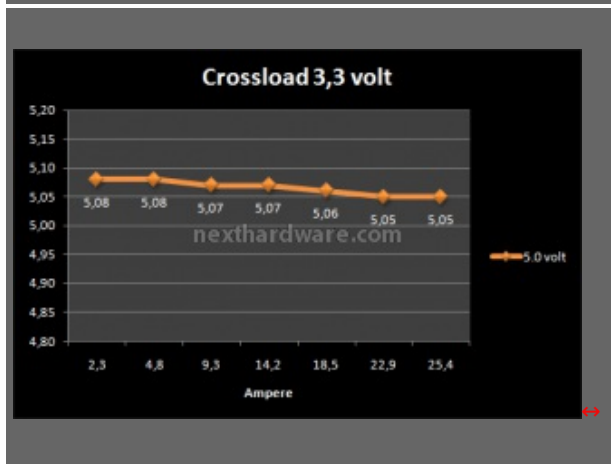 Crossload 3,3 volt
5,20
5,15
5,10
5,05
5,00
4,95
4,90
4,85
4,80
5,08 5,08 5,07 5,07 5,06 5,05 5,05
nexthardware.com
5.0 volt
2,3 4,8 9,3 14,2 18,5 22,9 25,4
Ampere